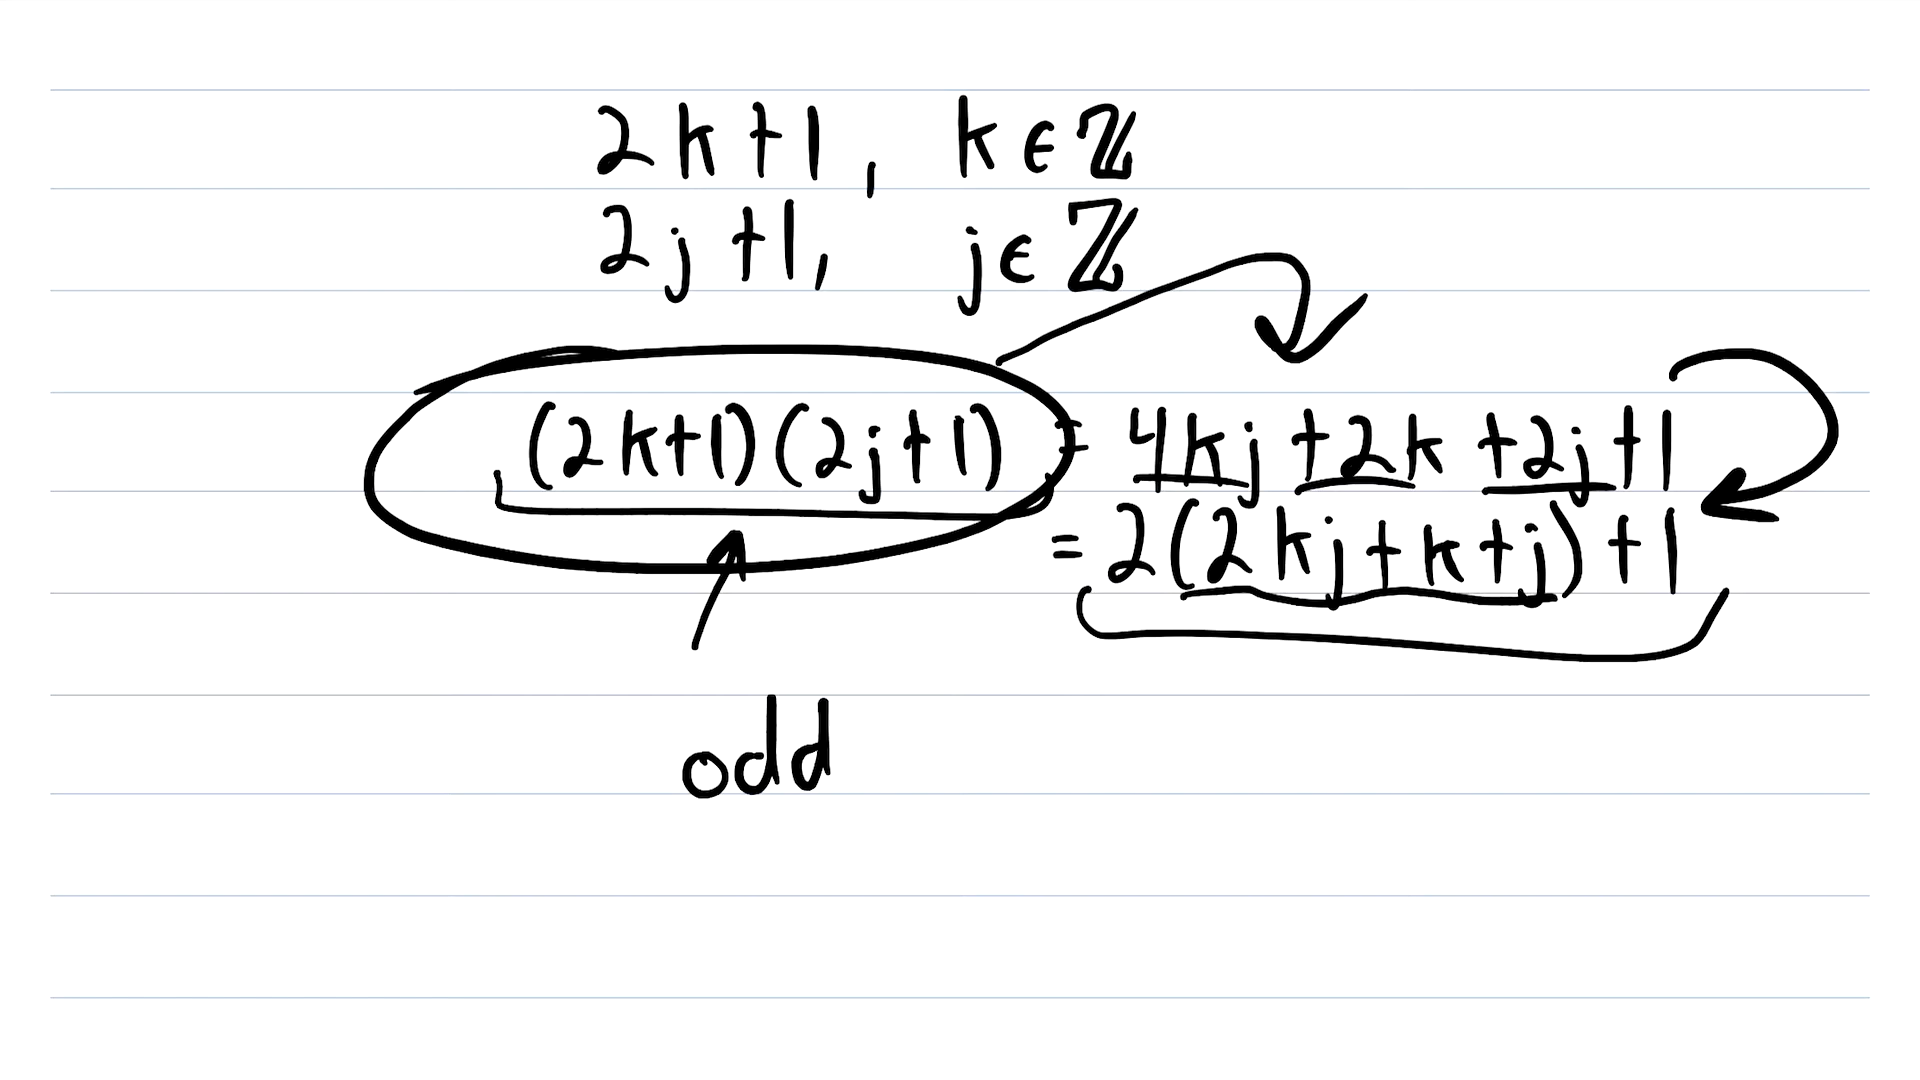 2k+1, k∈ℤ
2j+1, j∈ℤ
(2k+1)(2j+1) = 4kj+2k+2j+1
= 2(2kj+k+j)+1
odd